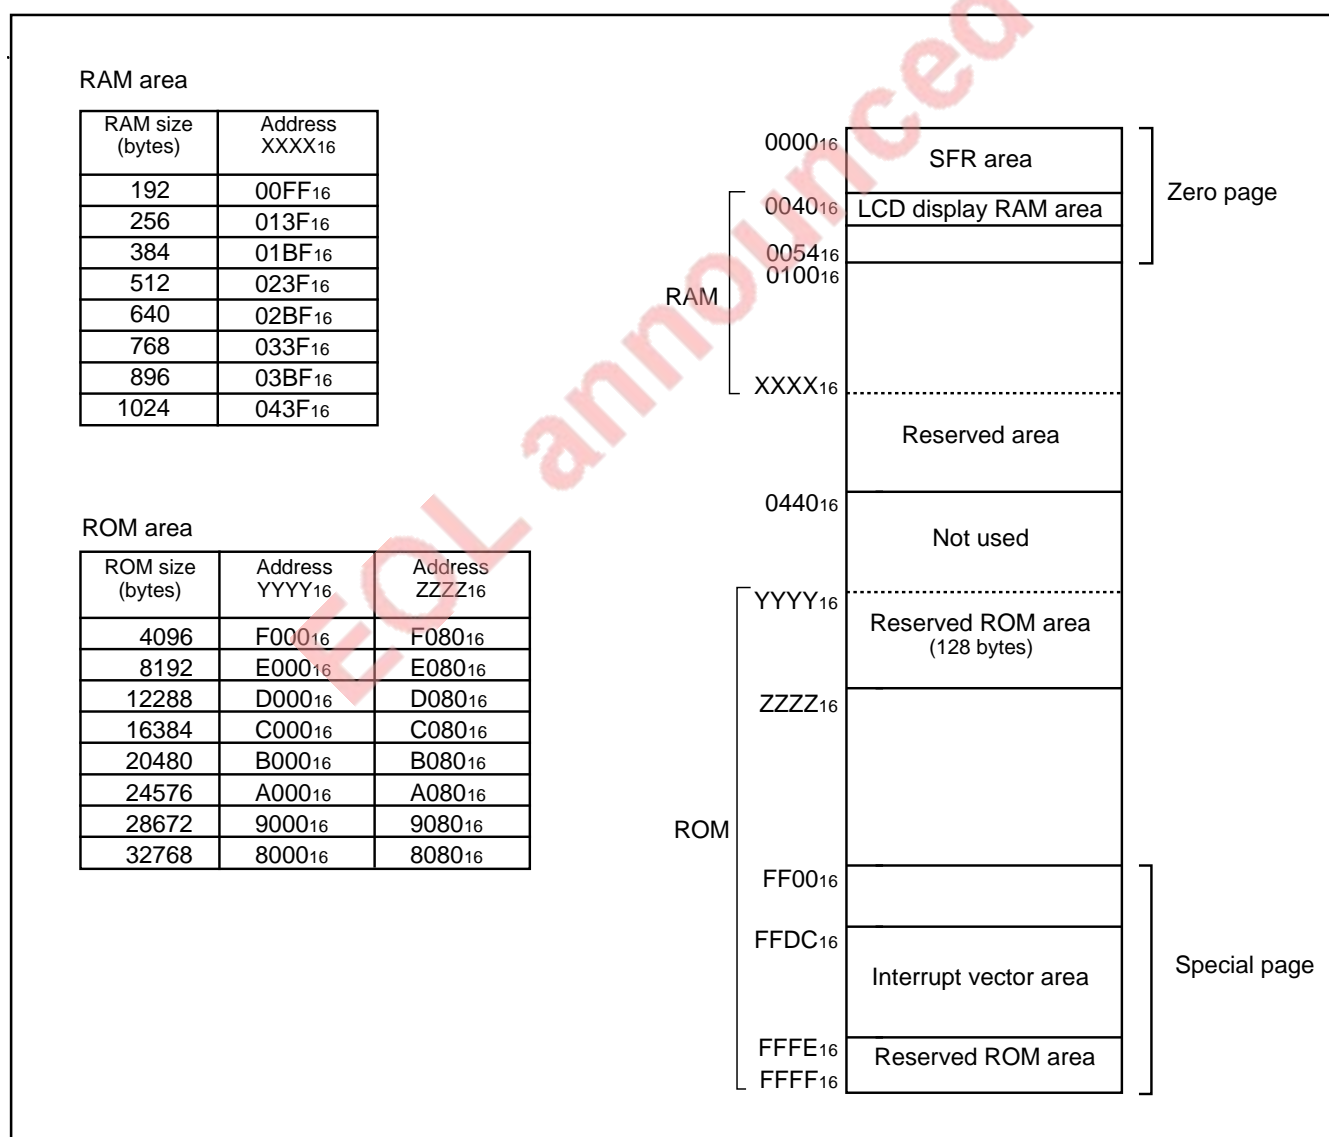 RAM area
RAM size
(bytes)
Address
XXXX16
192 00FF16
256 013F16
384 01BF16
512 023F16
640 02BF16
768 033F16
896 03BF16
1024 043F16
ROM area
ROM size
(bytes)
Address
YYYY16
Address
ZZZZ16
4096 F00016 F08016
8192 E00016 E08016
12288 D00016 D08016
16384 C00016 C08016
20480 B00016 B08016
24576 A00016 A08016
28672 900016 908016
32768 800016 808016
000016
SFR area
Zero page
004016
LCD display RAM area
005416
010016
RAM
XXXX16
Reserved area
044016
Not used
YYYY16
Reserved ROM area
(128 bytes)
ZZZZ16
ROM
FF0016
FFDC16
Interrupt vector area
Special page
FFFE16
Reserved ROM area
FFFF16
EOL announced